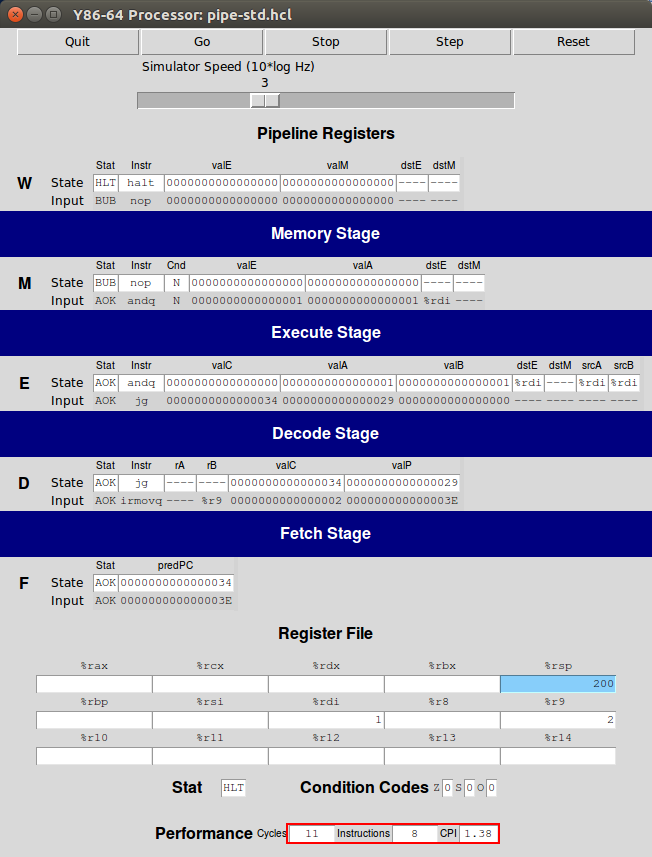 Y86-64 Processor: pipe-std.hcl
Quit Go Stop Step Reset
Simulator Speed (10*log Hz)
3
Pipeline Registers
Stat Instr valE valM dstE dstM
W State HLT halt 0000000000000000 0000000000000000 ---- ----
Input BUB nop 0000000000000000 0000000000000000 ---- ----
Memory Stage
Stat Instr Cnd valE valA dstE dstM
M State BUB nop N 0000000000000000 0000000000000000 ---- ----
Input AOK andq N 0000000000000001 0000000000000001 %rdi ----
Execute Stage
Stat Instr valC valA valB dstE dstM srcA srcB
E State AOK andq 0000000000000000 0000000000000001 0000000000000001 %rdi ---- %rdi %rdi
Input AOK jg 0000000000000034 0000000000000029 0000000000000000 ---- ---- ---- ----
Decode Stage
Stat Instr rA rB valC valP
D State AOK jg ---- ---- 0000000000000034 0000000000000029
Input AOK irmovq ---- %r9 0000000000000002 000000000000003E
Fetch Stage
Stat predPC
F State AOK 0000000000000034
Input AOK 000000000000003E
Register File
%rax %rcx %rdx %rbx %rsp
200
%rbp %rsi %rdi %r8 %r9
1 2
%r10 %r11 %r12 %r13 %r14
Stat HLT Condition Codes Z 0 S 0 O 0
Performance Cycles 11 Instructions 8 CPI 1.38